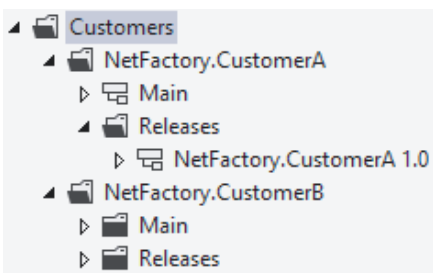 Customers
NetFactory.CustomerA
Main
Releases
NetFactory.CustomerA 1.0
NetFactory.CustomerB
Main
Releases